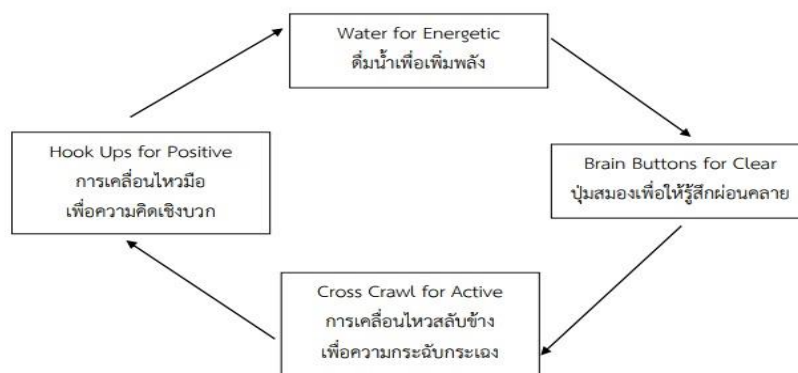 Water for Energetic
ดื่มน้ำเพื่อเพิ่มพลัง
Brain Buttons for Clear
ปุ่มสมองเพื่อให้รู้สึกผ่อนคลาย
Cross Crawl for Active
การเคลื่อนไหวสลับข้าง
เพื่อความกระฉับกระเฉง
Hook Ups for Positive
การเคลื่อนไหวมือ
เพื่อความคิดเชิงบวก